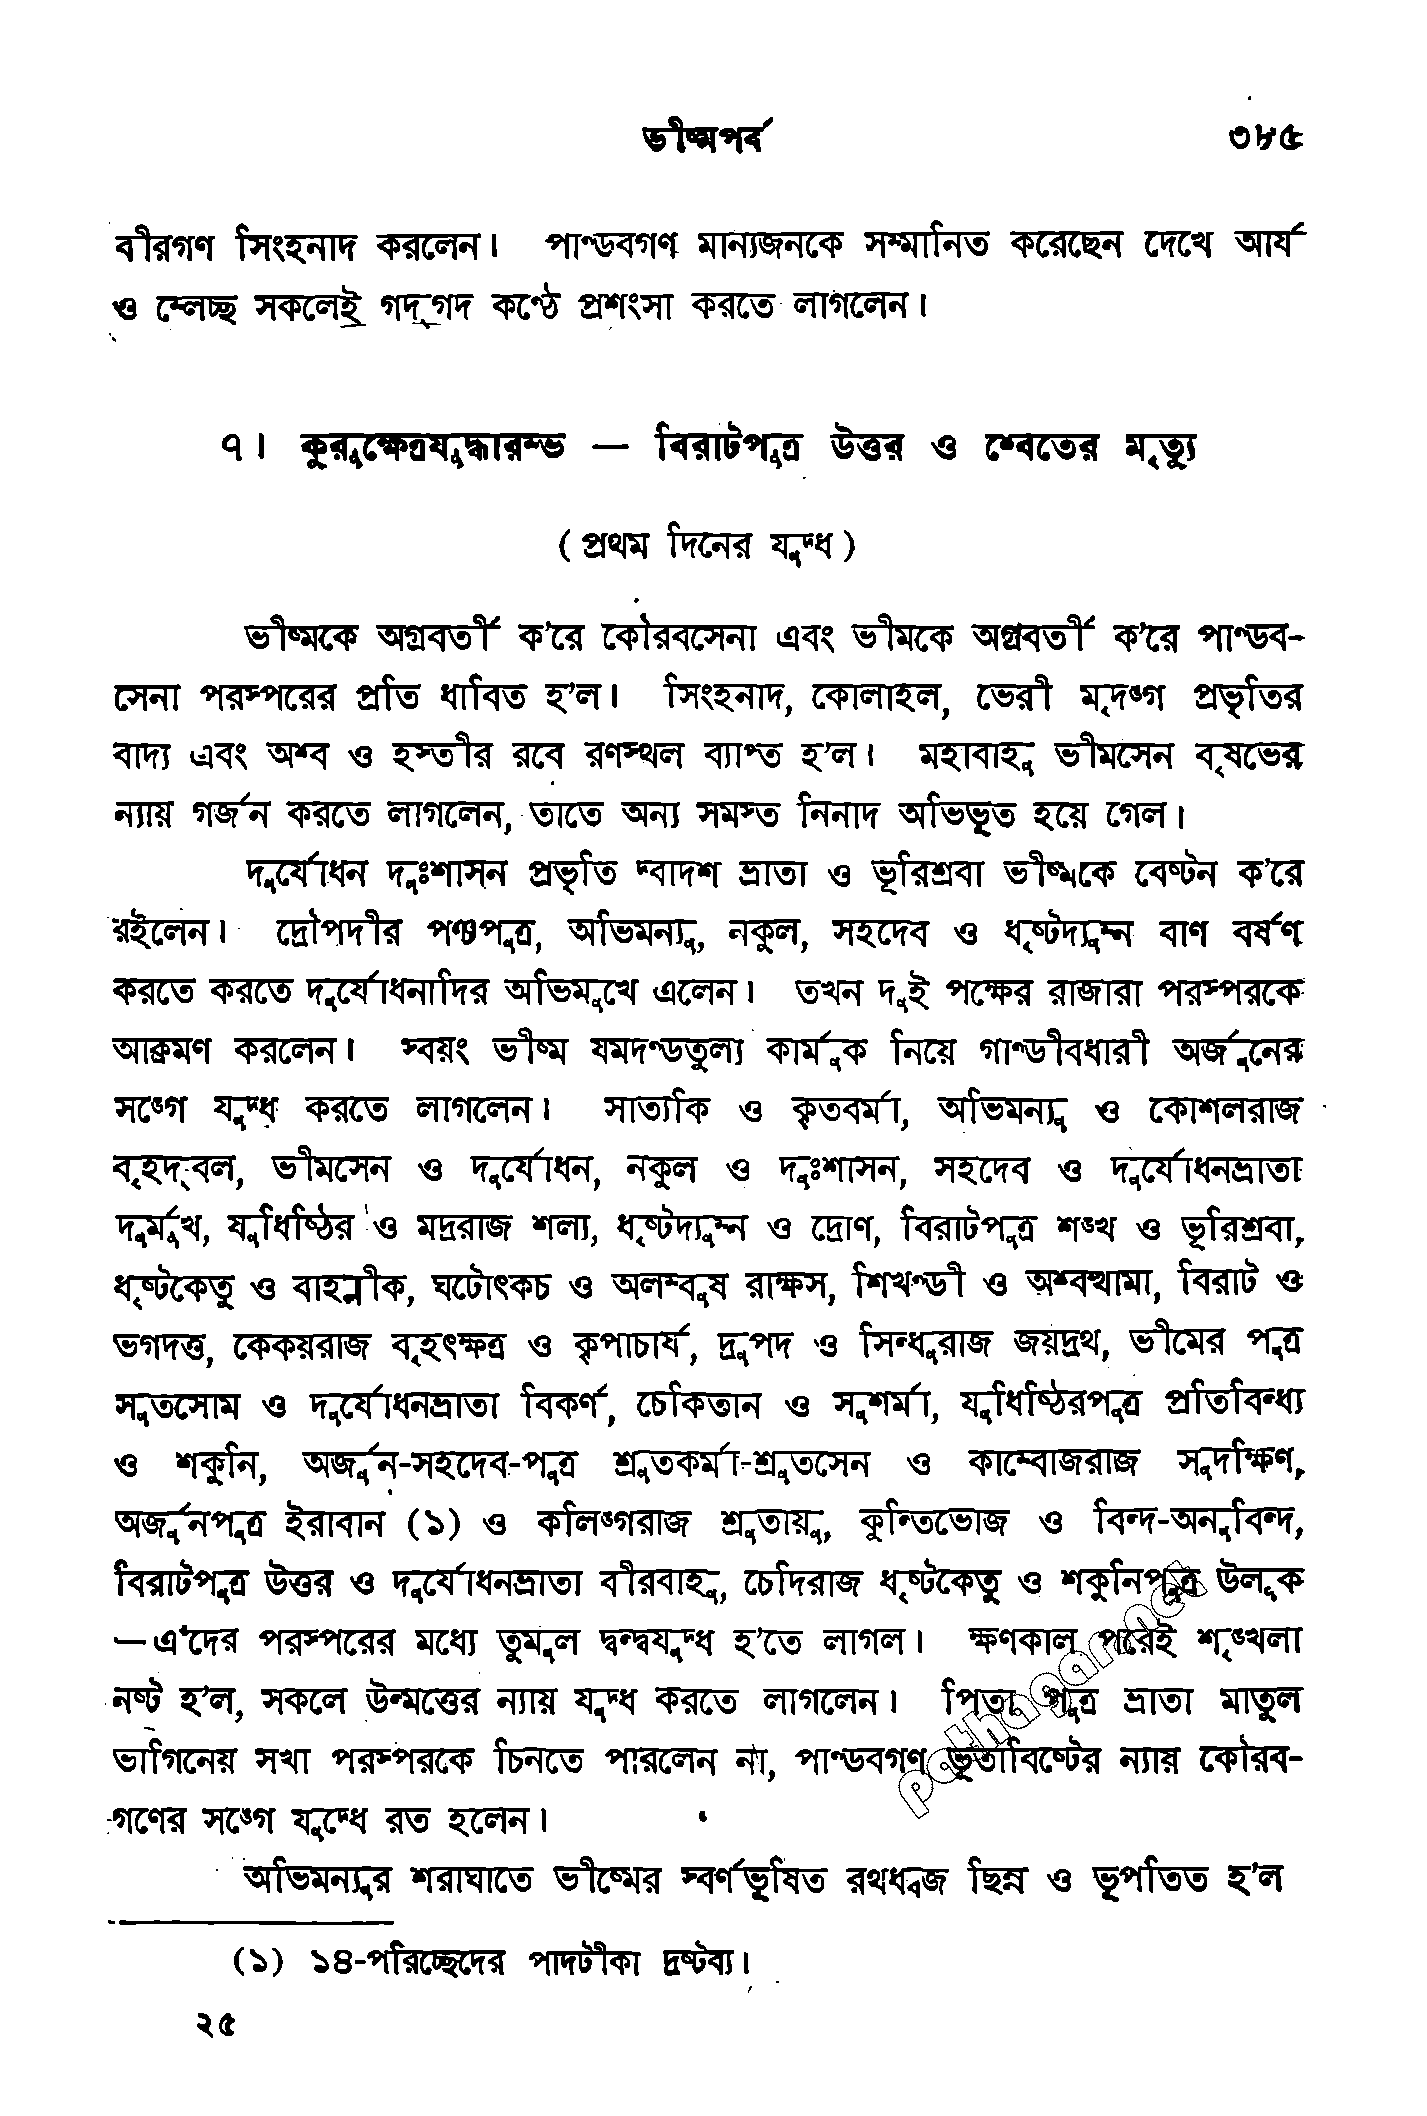 ভীষ্মপর্ব ৩৮৫
বীরগণ সিংহনাদ করলেন। পাণ্ডবগণ মান্যজনকে সম্মানিত করেছেন দেখে আর্য
ও ম্লেচ্ছ সকলেই গদ্‌গদ কণ্ঠে প্রশংসা করতে লাগলেন।
৭। কুরুক্ষেত্রযুদ্ধারম্ভ — বিরাটপুত্র উত্তর ও শ্বেতের মৃত্যু
(প্রথম দিনের যুদ্ধ)
ভীষ্মকে অগ্রবর্তী ক'রে কৌরবসেনা এবং ভীমকে অগ্রবর্তী ক'রে পাণ্ডব-
সেনা পরস্পরের প্রতি ধাবিত হ'ল। সিংহনাদ, কোলাহল, ভেরী মৃদঙ্গ প্রভৃতির
বাদ্য এবং অশ্ব ও হস্তীর রবে রণস্থল ব্যাপ্ত হ'ল। মহাবাহু ভীমসেন বৃষভের
ন্যায় গর্জন করতে লাগলেন, তাতে অন্য সমস্ত নিনাদ অভিভূত হয়ে গেল।
দুর্যোধন দুঃশাসন প্রভৃতি দ্বাদশ ভ্রাতা ও ভূরিশ্রবা ভীষ্মকে বেষ্টন ক'রে
রইলেন। দ্রৌপদীর পঞ্চপুত্র, অভিমন্যু, নকুল, সহদেব ও ধৃষ্টদ্যুম্ন বাণ বর্ষণ
করতে করতে দুর্যোধনাদির অভিমুখে এলেন। তখন দুই পক্ষের রাজারা পরস্পরকে
আক্রমণ করলেন। স্বয়ং ভীষ্ম যমদণ্ডতুল্য কার্মুক নিয়ে গাণ্ডীবধারী অর্জুনের
সঙ্গে যুদ্ধ করতে লাগলেন। সাত্যকি ও কৃতবর্মা, অভিমন্যু ও কোশলরাজ
বৃহদ্‌বল, ভীমসেন ও দুর্যোধন, নকুল ও দুঃশাসন, সহদেব ও দুর্যোধনভ্রাতা
দুর্মুখ, যুধিষ্ঠির ও মদ্ররাজ শল্য, ধৃষ্টদ্যুম্ন ও দ্রোণ, বিরাটপুত্র শঙ্খ ও ভূরিশ্রবা,
ধৃষ্টকেতু ও বাহ্লীক, ঘটোৎকচ ও অলম্বুষ রাক্ষস, শিখণ্ডী ও অশ্বত্থামা, বিরাট ও
ভগদত্ত, কেকয়রাজ বৃহৎক্ষত্র ও কৃপাচার্য, দ্রুপদ ও সিন্ধুরাজ জয়দ্রথ, ভীমের পুত্র
সুতসোম ও দুর্যোধনভ্রাতা বিকর্ণ, চেকিতান ও সুশর্মা, যুধিষ্ঠিরপুত্র প্রতিবিন্ধ্য
ও শকুনি, অর্জুন-সহদেব-পুত্র শ্রুতকর্মা-শ্রুতসেন ও কাম্বোজরাজ সুদক্ষিণ,
অর্জুনপুত্র ইরাবান (১) ও কলিঙ্গরাজ শ্রুতায়ু, কুন্তিভোজ ও বিন্দ-অনুবিন্দ,
বিরাটপুত্র উত্তর ও দুর্যোধনভ্রাতা বীরবাহু, চেদিরাজ ধৃষ্টকেতু ও শকুনিপুত্র উলূক
—এঁদের পরস্পরের মধ্যে তুমুল দ্বন্দ্বযুদ্ধ হ'তে লাগল। ক্ষণকাল পরেই শৃঙ্খলা
নষ্ট হ'ল, সকলে উন্মত্তের ন্যায় যুদ্ধ করতে লাগলেন। পিতা পুত্র ভ্রাতা মাতুল
ভাগিনেয় সখা পরস্পরকে চিনতে পারলেন না, পাণ্ডবগণ ভূতাবিষ্টের ন্যায় কৌরব-
গণের সঙ্গে যুদ্ধে রত হলেন।
অভিমন্যুর শরাঘাতে ভীষ্মের স্বর্ণভূষিত রথধ্বজ ছিন্ন ও ভূপতিত হ'ল
(১) ১৪-পরিচ্ছেদের পাদটীকা দ্রষ্টব্য।
২৫
pathagar.net